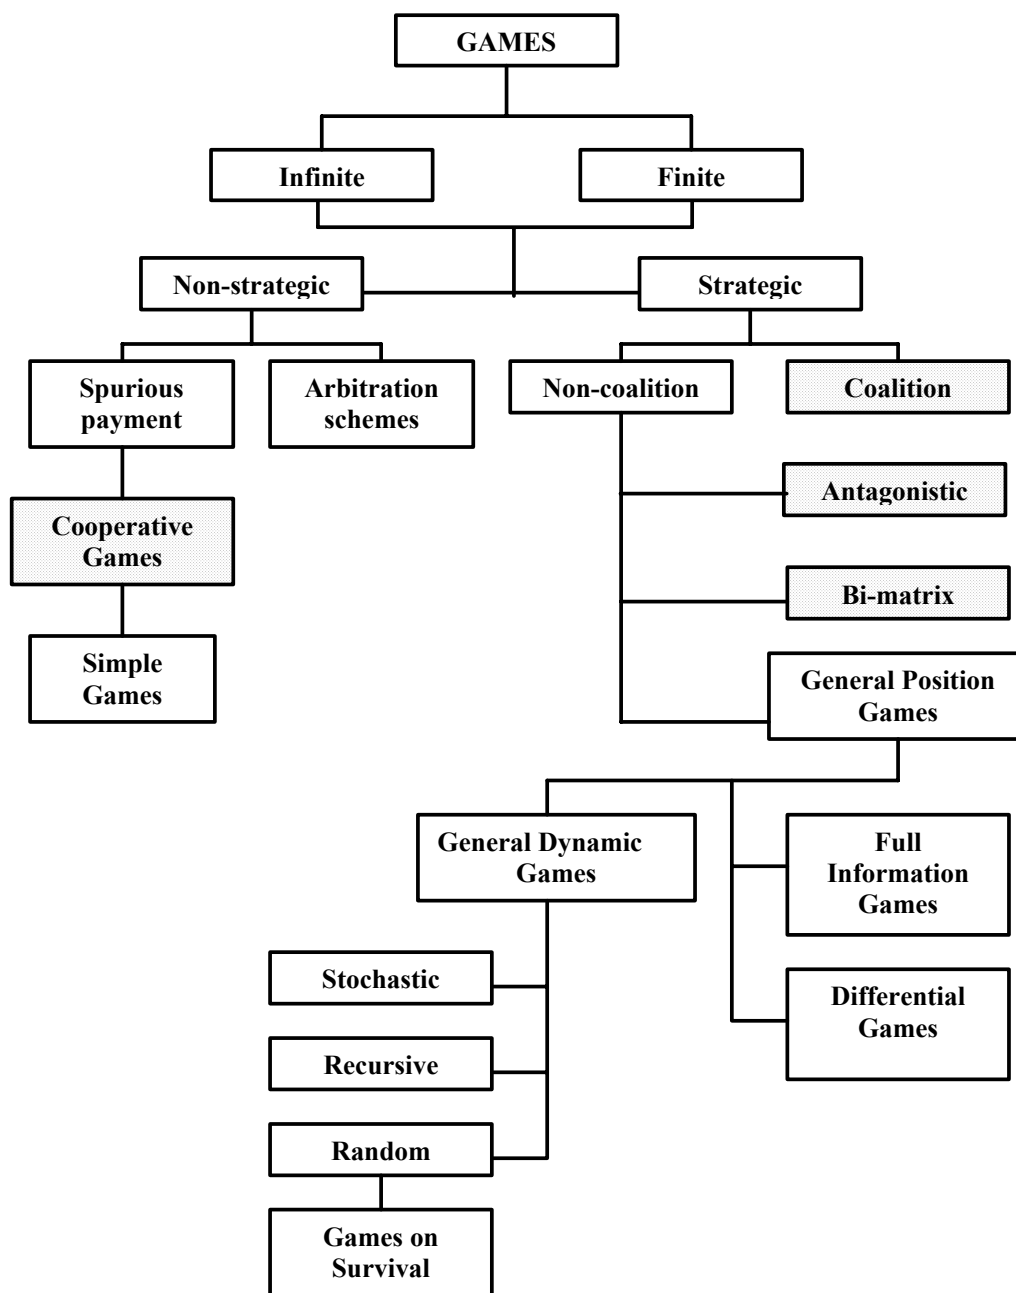 GAMES
Infinite
Finite
Non-strategic
Strategic
Spurious
payment
Arbitration
schemes
Non-coalition
Coalition
Antagonistic
Cooperative
Games
Bi-matrix
Simple
Games
General Position
Games
General Dynamic
Games
Full
Information
Games
Stochastic
Differential
Games
Recursive
Random
Games on
Survival